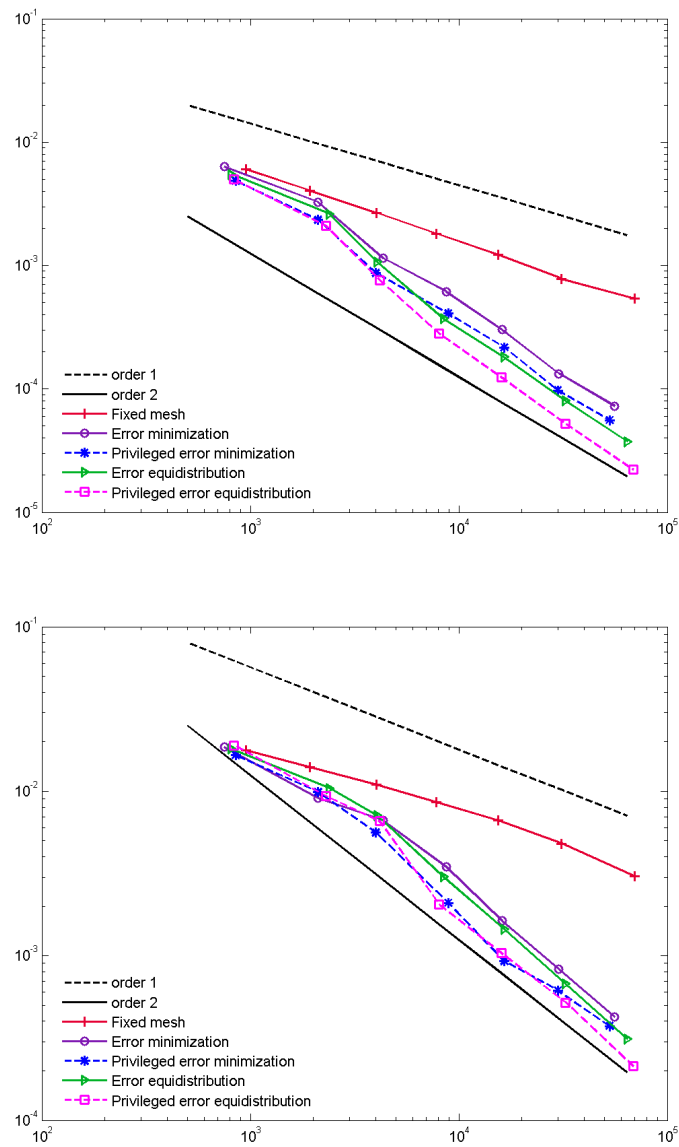 10^-1
10^-2
10^-3
10^-4
10^-5
order 1
order 2
Fixed mesh
Error minimization
Privileged error minimization
Error equidistribution
Privileged error equidistribution
10^2 10^3 10^4 10^5
10^-1
10^-2
10^-3
10^-4
order 1
order 2
Fixed mesh
Error minimization
Privileged error minimization
Error equidistribution
Privileged error equidistribution
10^2 10^3 10^4 10^5